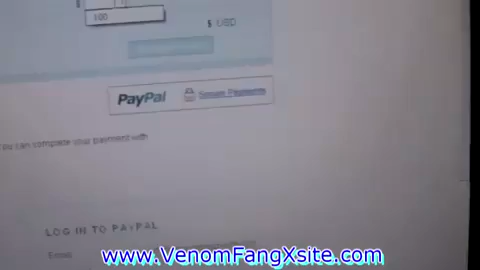 100
$ USD
PayPal Secure Payments
You can complete your payment with
LOG IN TO PAYPAL
Email
www.VenomFangXsite.com